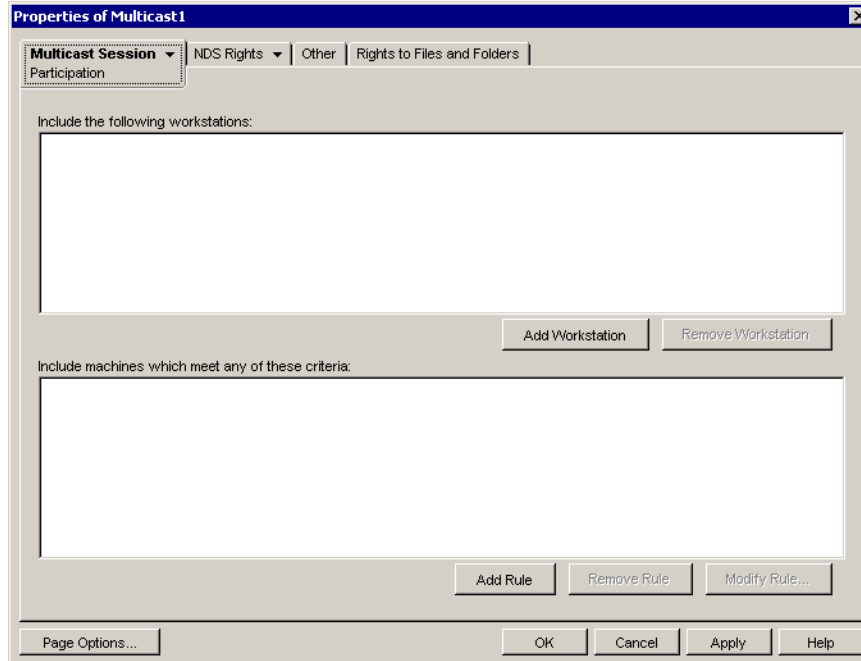 Properties of Multicast1
Multicast Session NDS Rights Other Rights to Files and Folders
Participation
Include the following workstations:
Add Workstation Remove Workstation
Include machines which meet any of these criteria:
Add Rule Remove Rule Modify Rule...
Page Options... OK Cancel Apply Help